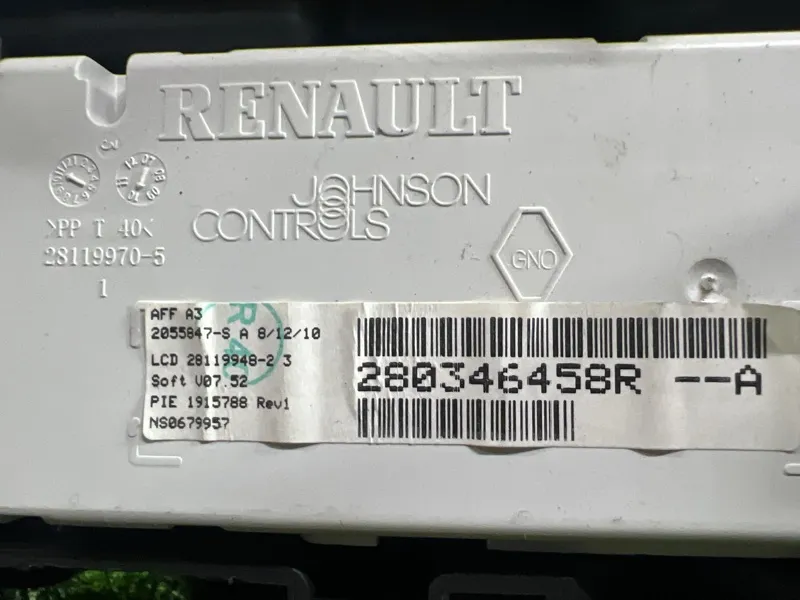 RENAULT
JOHNSON
CONTROLS
>PP T 40<
28119970-5
1
GNO
AFF A3
2055847-S A 8/12/10
LCD 28119948-2 3
Soft V07.52
PIE 1915788 Rev1
NS0679957
R4C
280346458R --A